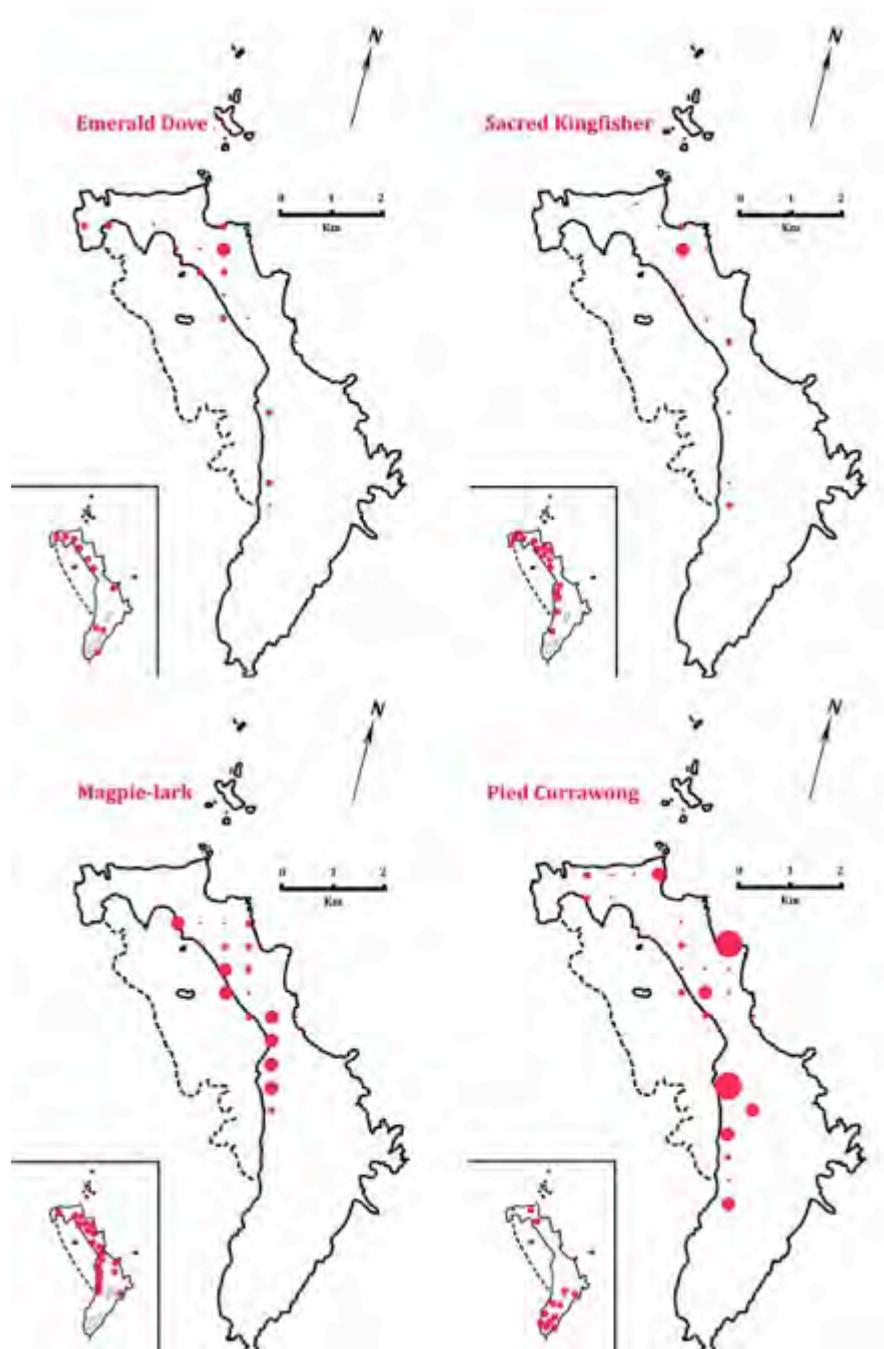 N
N
Emerald Dove
Sacred Kingfisher
0 1 2
Km
0 1 2
Km
N
N
Magpie-lark
Pied Currawong
0 1 2
Km
0 1 2
Km